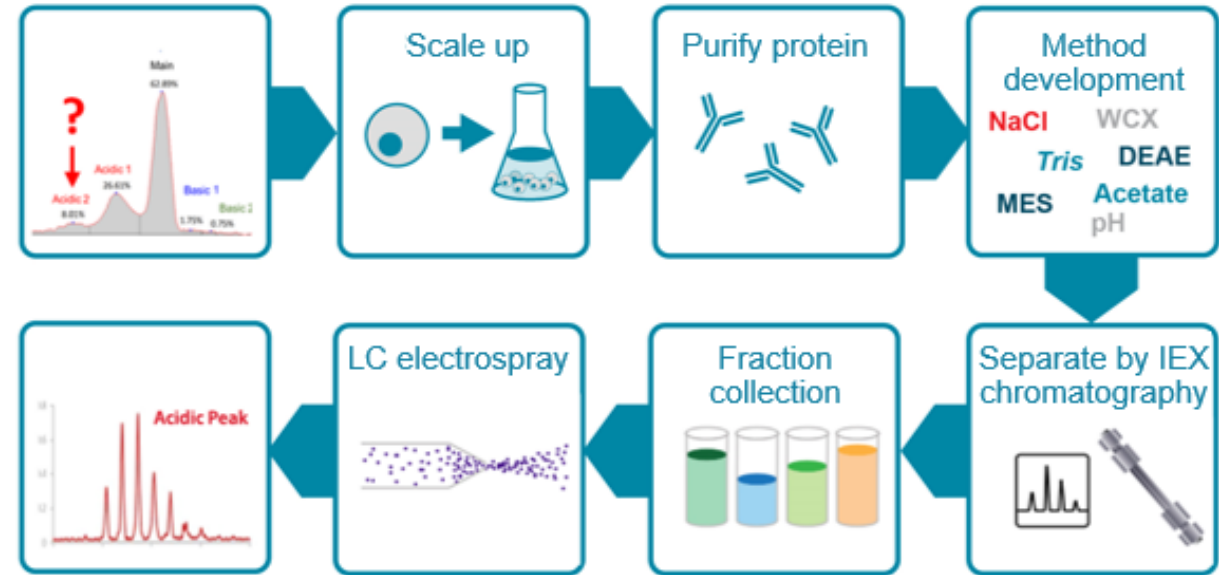 Main
62.89%
?
Acidic 1
26.61%
Acidic 2
8.01%
Basic 1
1.75%
Basic 2
0.75%
Scale up
Purify protein
Method
development
NaCl
WCX
Tris
DEAE
MES
Acetate
pH
Separate by IEX
chromatography
Fraction
collection
LC electrospray
Acidic Peak